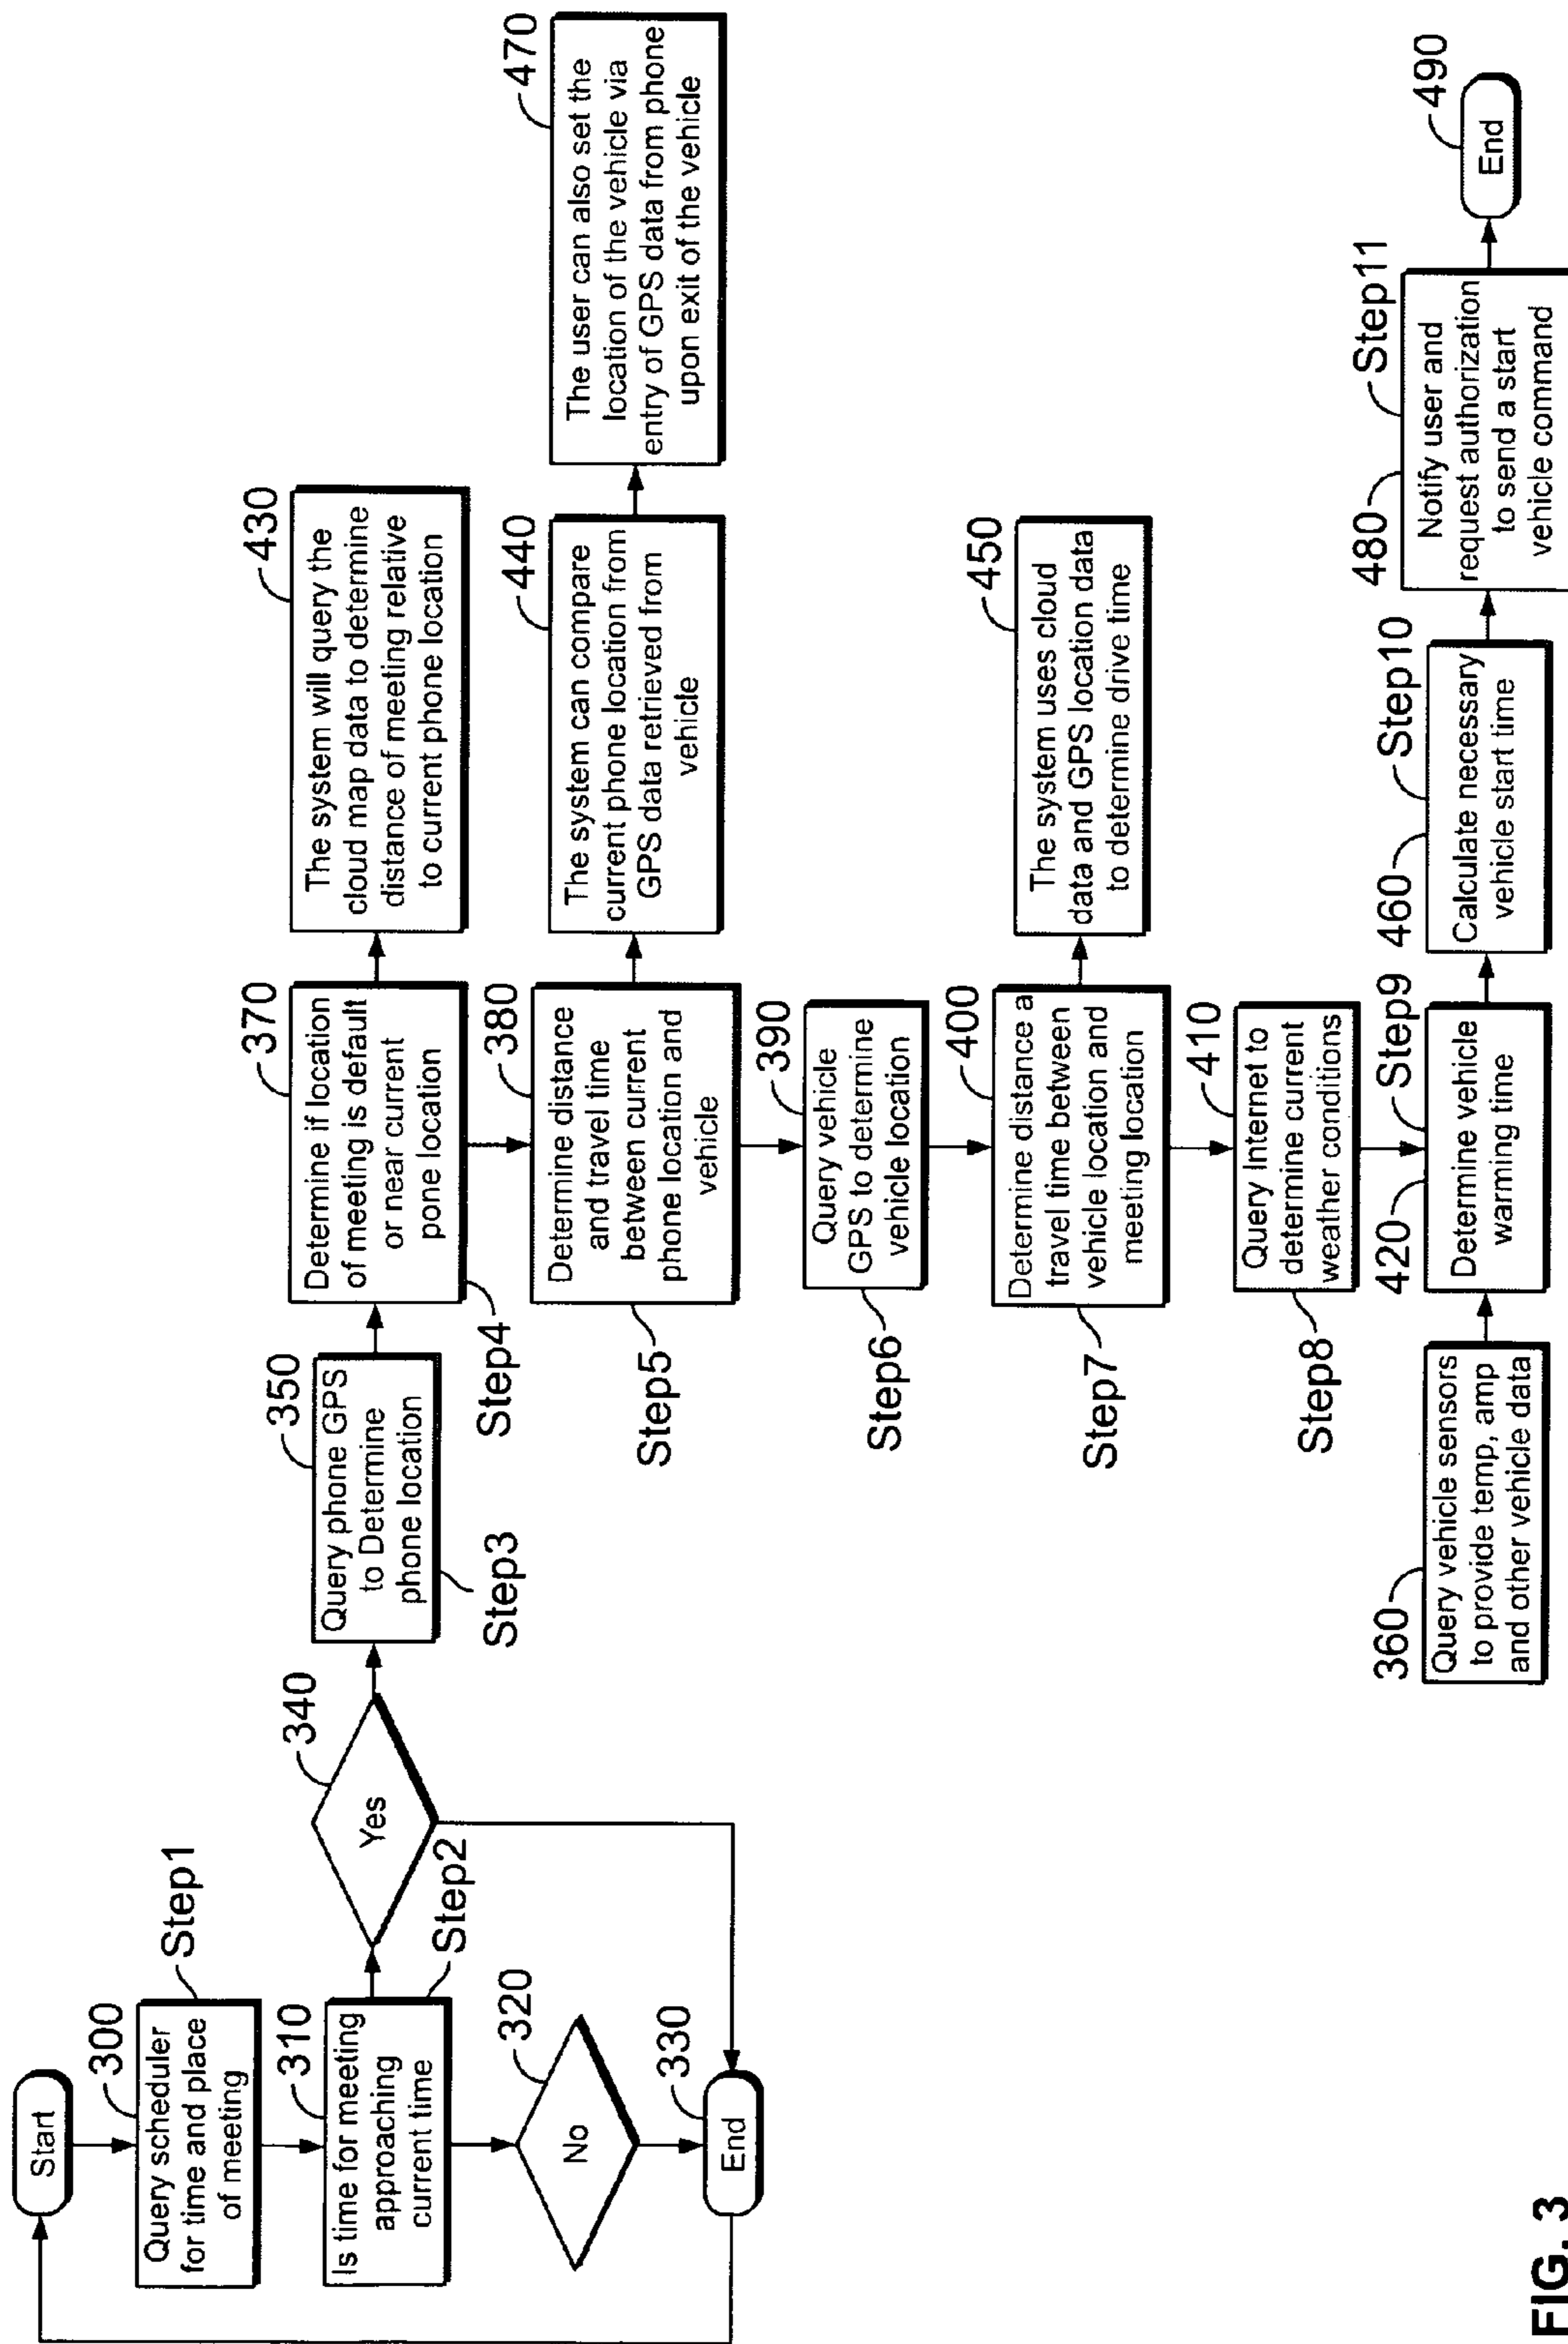 Start
300
Step1
Query scheduler
for time and place
of meeting
310
Is time for meeting
approaching
current time
Step2
320
No
330
End
340
Yes
350
Query phone GPS
to Determine
phone location
Step3
370
Determine if location
of meeting is default
or near current
pone location
Step4
430
The system will query the
cloud map data to determine
distance of meeting relative
to current phone location
380
Determine distance
and travel time
between current
phone location and
vehicle
Step5
440
The system can compare
current phone location from
GPS data retrieved from
vehicle
470
The user can also set the
location of the vehicle via
entry of GPS data from phone
upon exit of the vehicle
390
Query vehicle
GPS to determine
vehicle location
Step6
400
Determine distance a
travel time between
vehicle location and
meeting location
Step7
450
The system uses cloud
data and GPS location data
to determine drive time
410
Query Internet to
determine current
weather conditions
Step8
360
Query vehicle sensors
to provide temp, amp
and other vehicle data
420
Step9
Determine vehicle
warming time
460
Step10
Calculate necessary
vehicle start time
480
Step11
Notify user and
request authorization
to send a start
vehicle command
490
End
FIG. 3